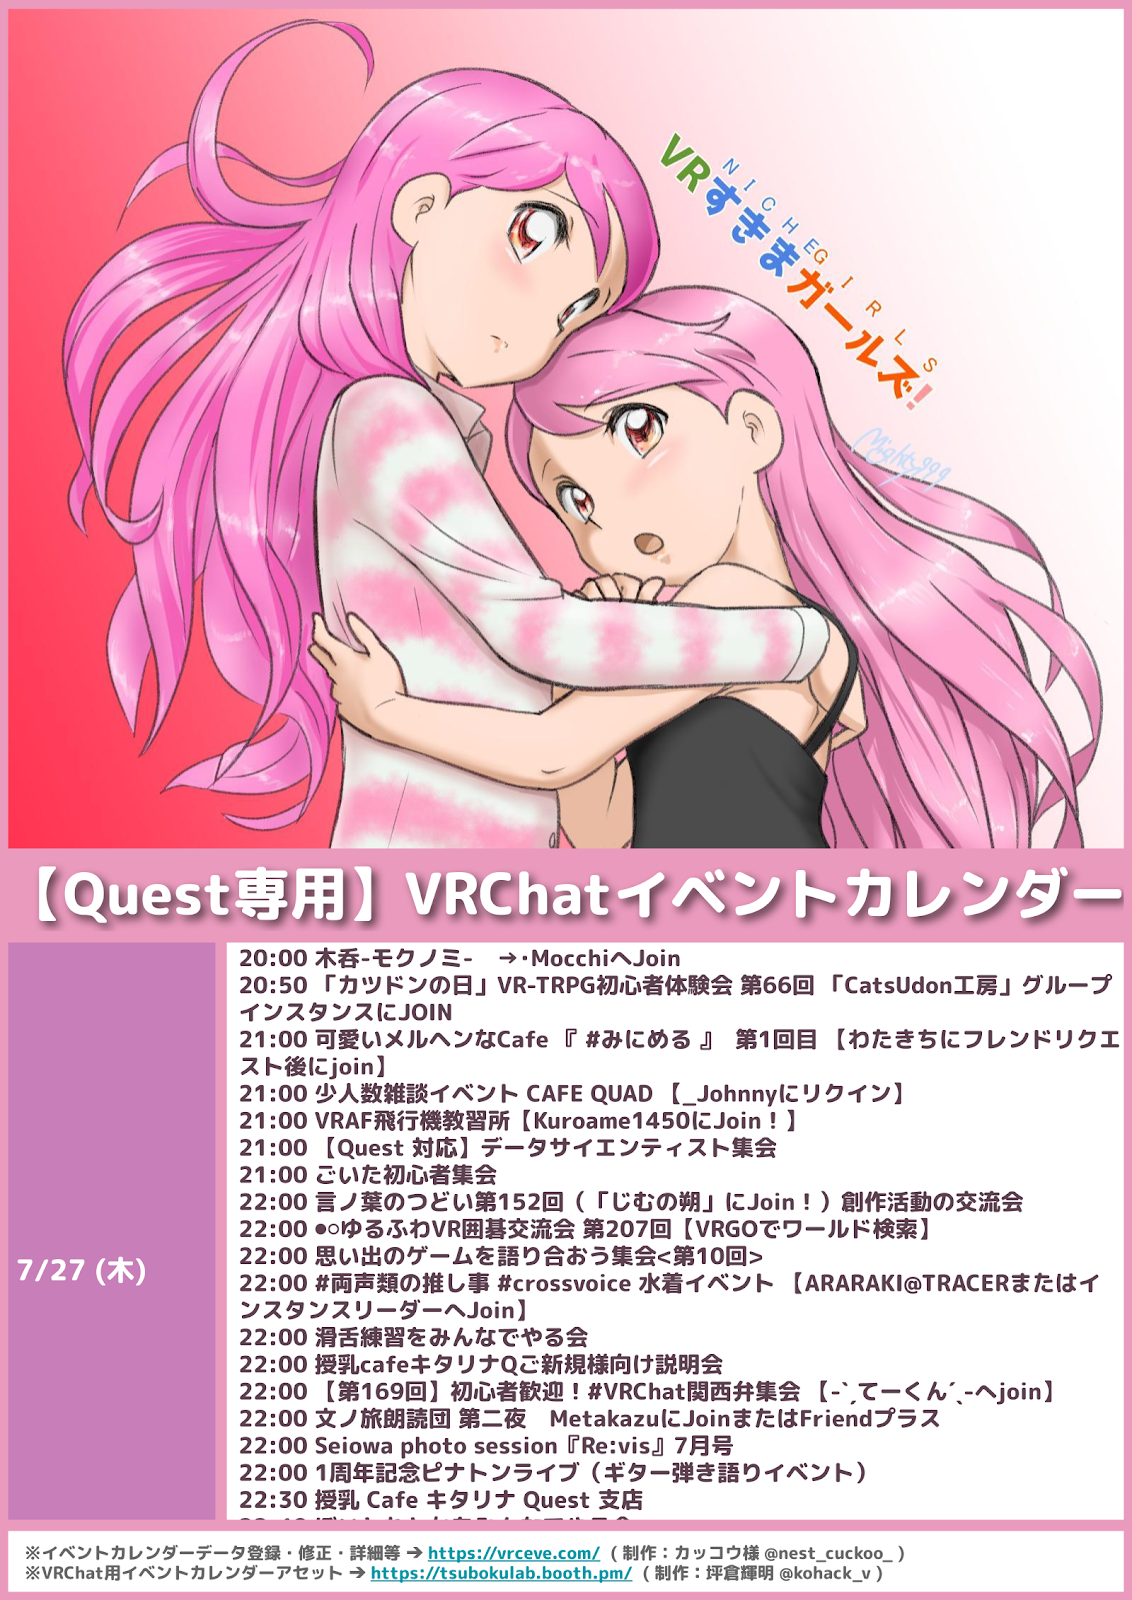 VRすきまガールズ!
NICHEGIRLS
Mighty999
【Quest専用】VRChatイベントカレンダー
7/27 (木)
20:00 木呑-モクノミ-　→･MocchiへJoin
20:50 「カツドンの日」VR-TRPG初心者体験会 第66回 「CatsUdon工房」グループ
インスタンスにJOIN
21:00 可愛いメルヘンなCafe 『 #みにめる 』　第1回目 【わたきちにフレンドリクエ
スト後にjoin】
21:00 少人数雑談イベント CAFE QUAD 【_Johnnyにリクイン】
21:00 VRAF飛行機教習所【Kuroame1450にJoin！】
21:00 【Quest 対応】データサイエンティスト集会
21:00 ごいた初心者集会
22:00 言ノ葉のつどい第152回（「じむの朔」にJoin！）創作活動の交流会
22:00 ⚫︎⚪︎ゆるふわVR囲碁交流会 第207回【VRGOでワールド検索】
22:00 思い出のゲームを語り合おう集会<第10回>
22:00 #両声類の推し事 #crossvoice 水着イベント 【ARARAKI@TRACERまたはイ
ンスタンスリーダーへJoin】
22:00 滑舌練習をみんなでやる会
22:00 授乳cafeキタリナQご新規様向け説明会
22:00 【第169回】初心者歓迎！#VRChat関西弁集会 【-`ˏてーくん´ˎ-へjoin】
22:00 文ノ旅朗読団 第二夜　MetakazuにJoinまたはFriendプラス
22:00 Seiowa photo session『Re:vis』7月号
22:00 1周年記念ピナトンライブ（ギター弾き語りイベント）
22:30 授乳 Cafe キタリナ Quest 支店
※イベントカレンダーデータ登録・修正・詳細等 ➔ https://vrceve.com/ ( 制作：カッコウ様 @nest_cuckoo_ )
※VRChat用イベントカレンダーアセット ➔ https://tsubokulab.booth.pm/ ( 制作：坪倉輝明 @kohack_v )